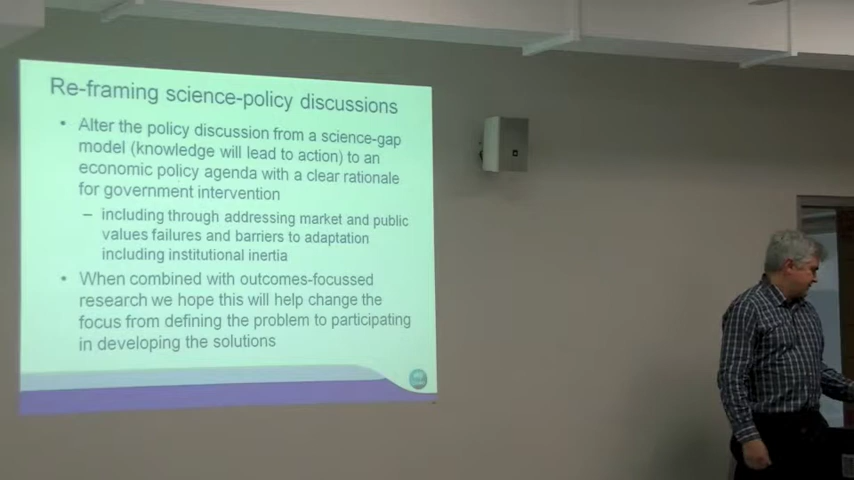 Re-framing science-policy discussions
• Alter the policy discussion from a science-gap
model (knowledge will lead to action) to an
economic policy agenda with a clear rationale
for government intervention
– including through addressing market and public
values failures and barriers to adaptation
including institutional inertia
• When combined with outcomes-focussed
research we hope this will help change the
focus from defining the problem to participating
in developing the solutions